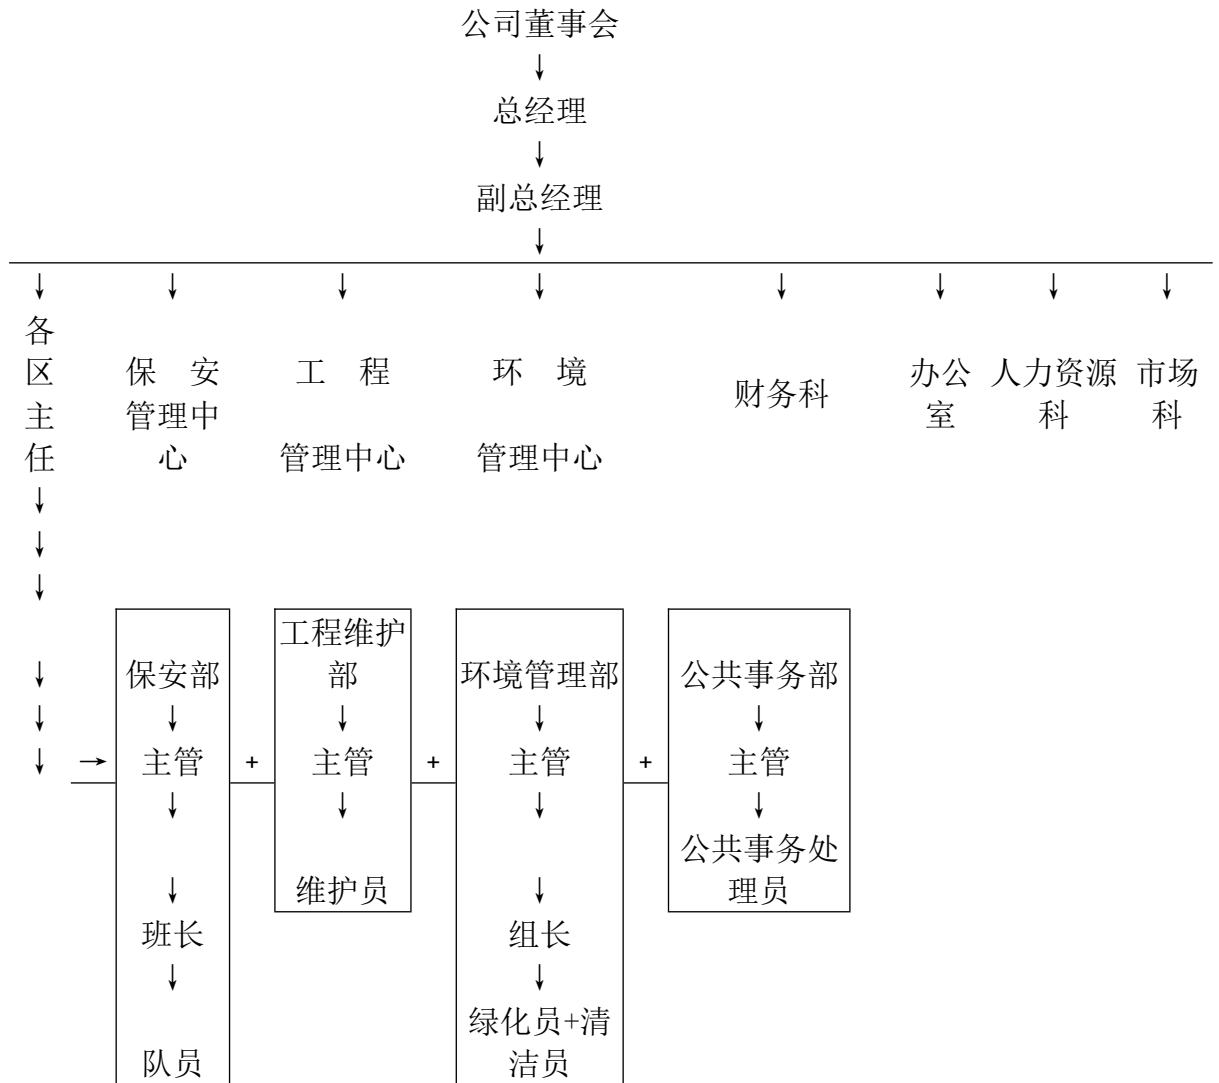 公司董事会
↓
总经理
↓
副总经理
↓
↓ ↓ ↓ ↓ ↓ ↓ ↓ ↓
各区主任
保 安
管理中
心
工 程
管理中心
环 境
管理中心
财务科
办公
室
人力资源
科
市场
科
↓
↓
↓
↓
↓
↓ →
保安部
↓
主管
↓
↓
班长
↓
队员
+
工程维护
部
↓
主管
↓
维护员
+
环境管理部
↓
主管
↓
↓
组长
↓
绿化员+清
洁员
+
公共事务部
↓
主管
↓
公共事务处
理员